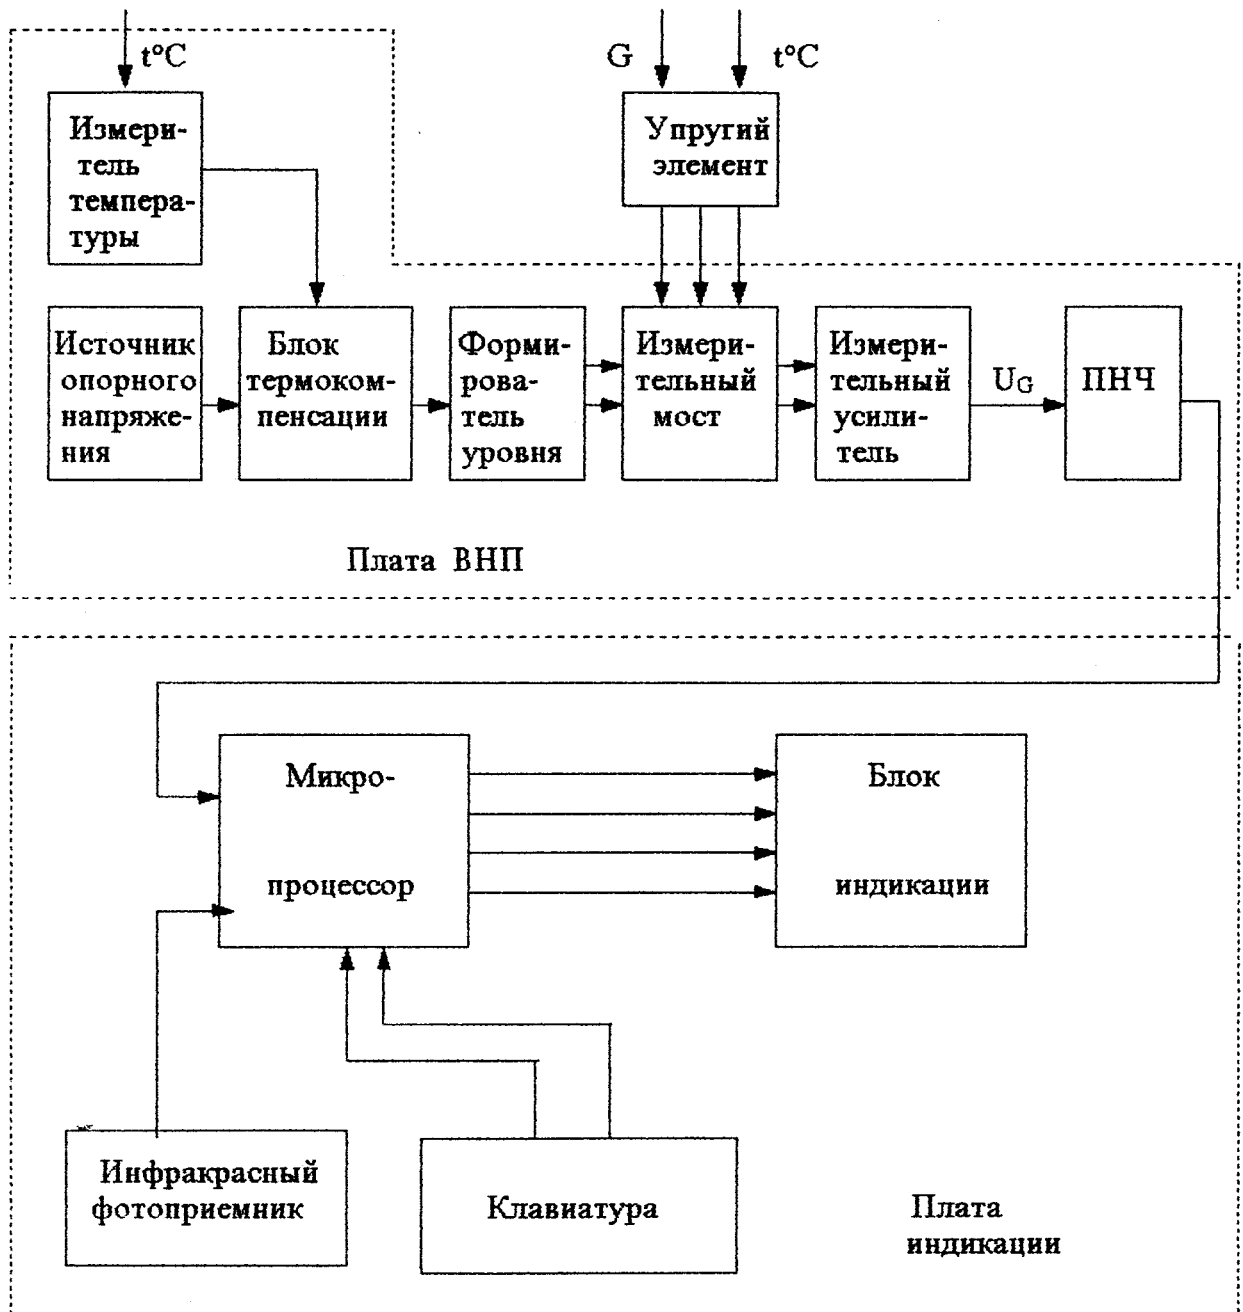 t°C
G
t°C
Измери-
тель
темпера-
туры
Упругий
элемент
Источник
опорного
напряже-
ния
Блок
термоком-
пенсации
Форми-
рова-
тель
уровня
Измери-
тельный
мост
Измери-
тельный
усили-
тель
UG
ПНЧ
Плата ВНП
Микро-
процессор
Блок
индикации
Инфракрасный
фотоприемник
Клавиатура
Плата
индикации